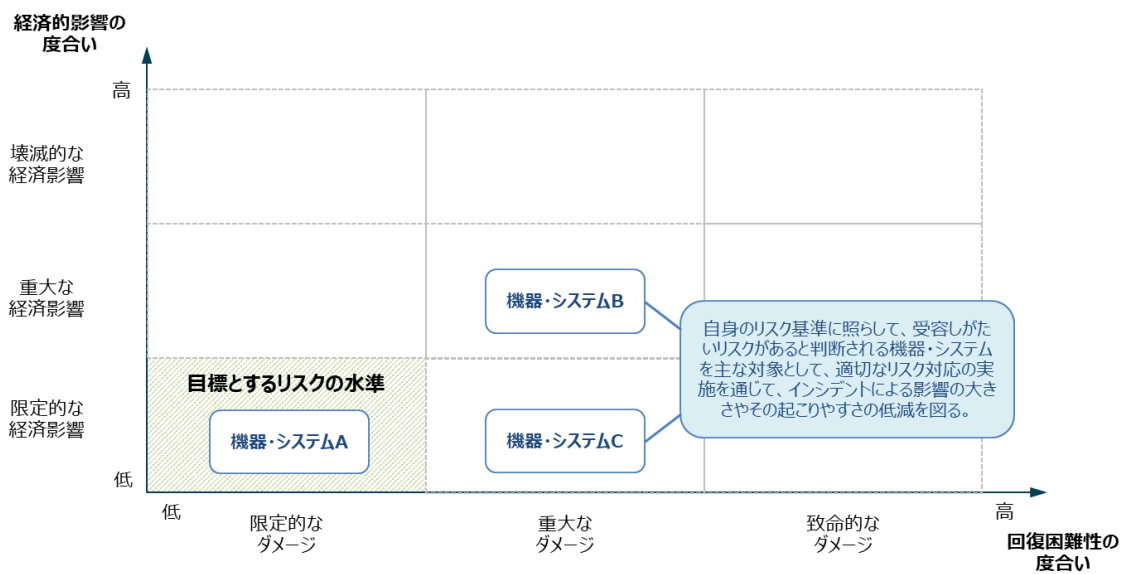 経済的影響の
度合い
高
壊滅的な
経済影響
重大な
経済影響
機器・システムB
自身のリスク基準に照らして、受容しがた
いリスクがあると判断される機器・システム
を主な対象として、適切なリスク対応の実
施を通じて、インシデントによる影響の大き
さやその起こりやすさの低減を図る。
目標とするリスクの水準
限定的な
経済影響
機器・システムA
機器・システムC
低
低
限定的な
ダメージ
重大な
ダメージ
致命的な
ダメージ
高
回復困難性の
度合い